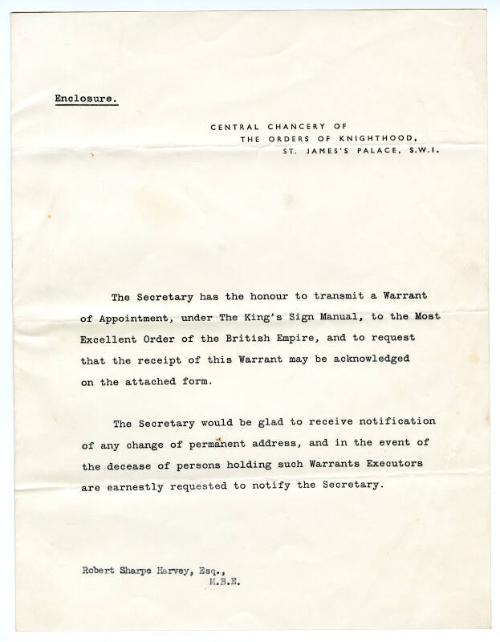 Enclosure.
CENTRAL CHANCERY OF
THE ORDERS OF KNIGHTHOOD,
ST. JAMES'S PALACE, S.W.1.
The Secretary has the honour to transmit a Warrant
of Appointment, under The King's Sign Manual, to the Most
Excellent Order of the British Empire, and to request
that the receipt of this Warrant may be acknowledged
on the attached form.
The Secretary would be glad to receive notification
of any change of permanent address, and in the event of
the decease of persons holding such Warrants Executors
are earnestly requested to notify the Secretary.
Robert Sharpe Harvey, Esq.,
M.B.E.